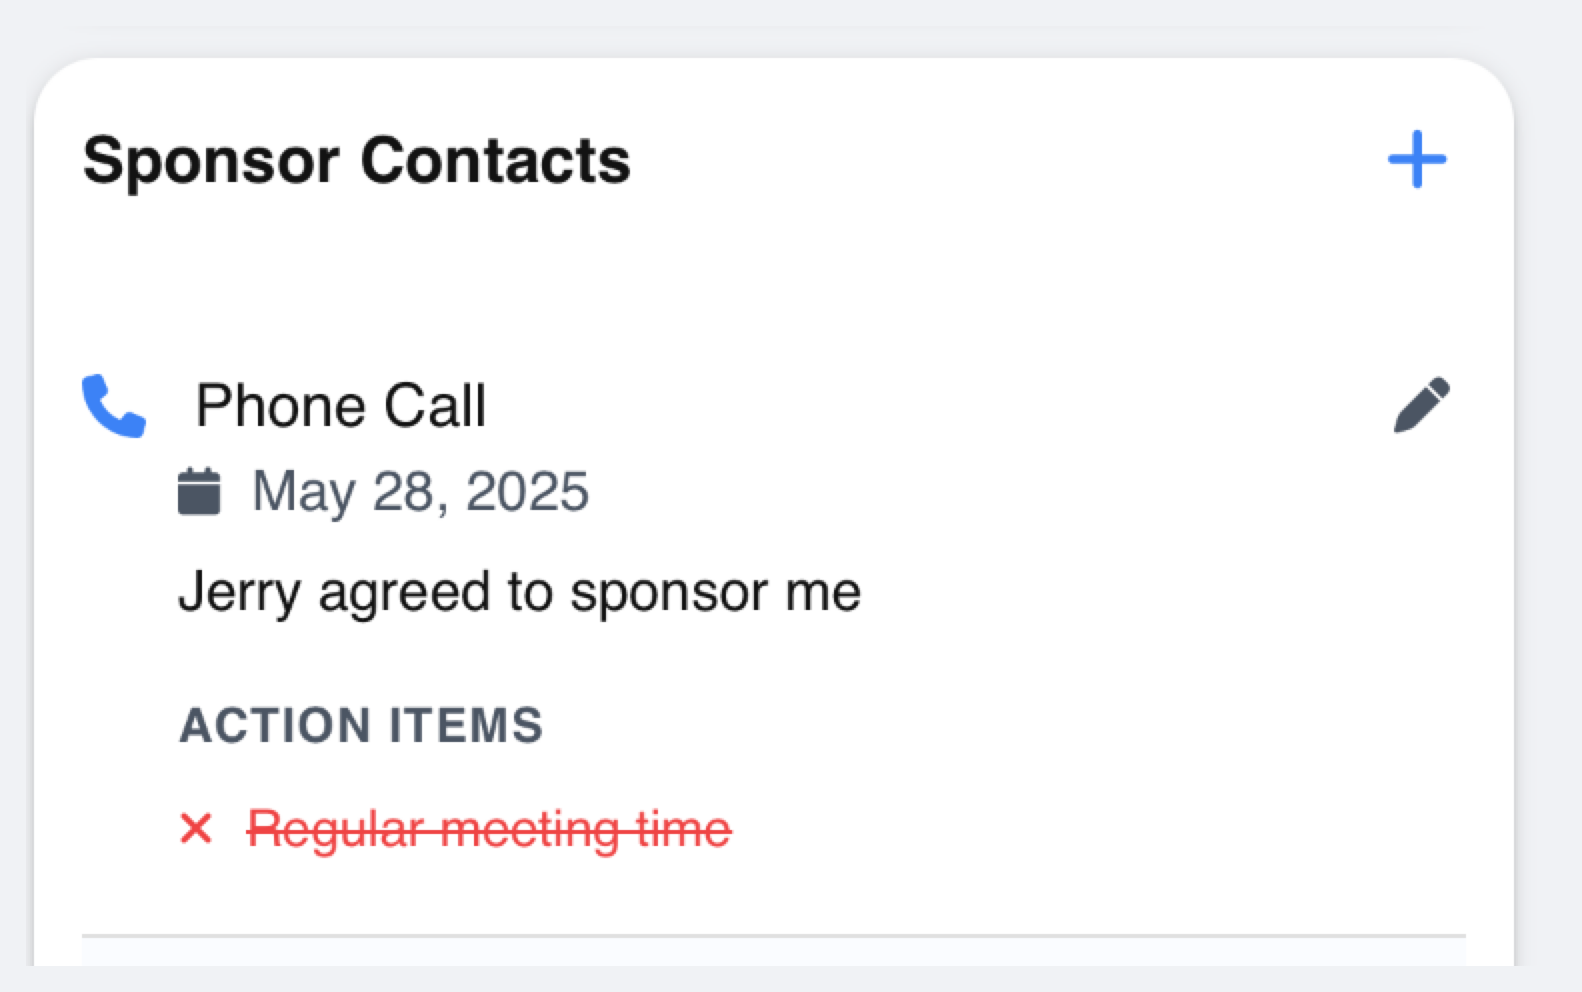 Sponsor Contacts
Phone Call
May 28, 2025
Jerry agreed to sponsor me
ACTION ITEMS
Regular meeting time